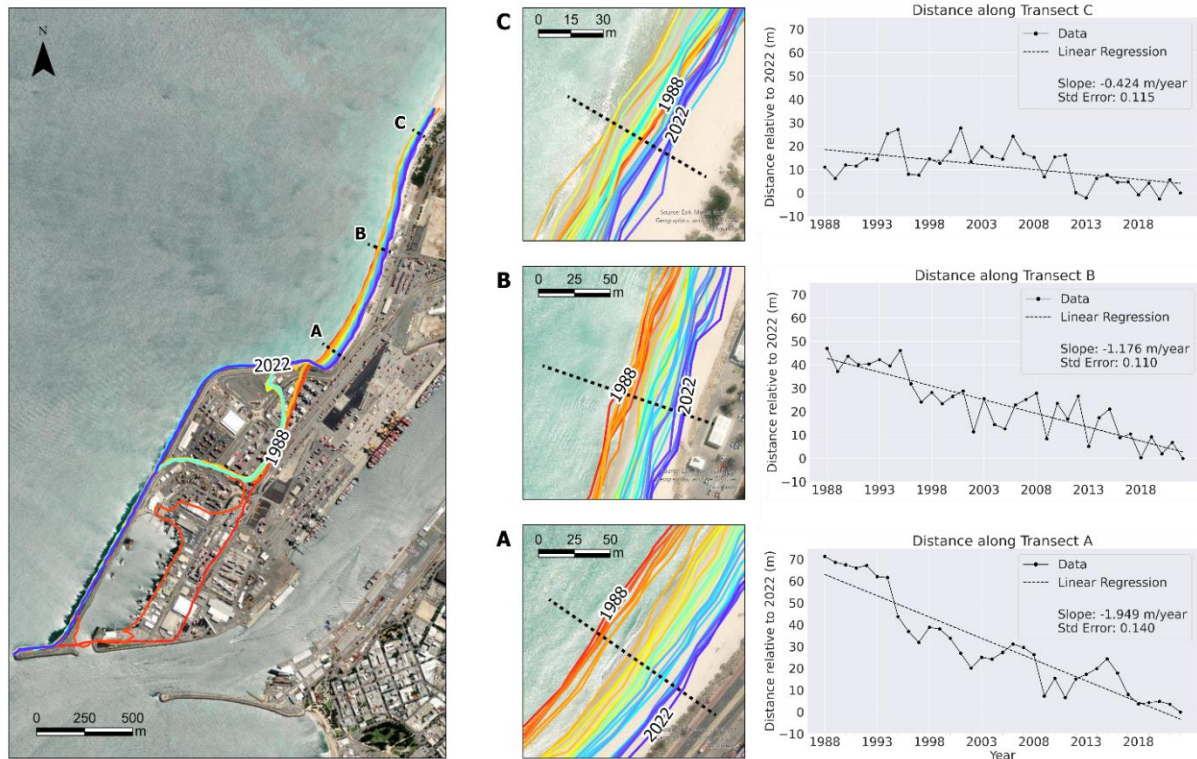 N
C
B
A
2022
1988
0 250 500
m
C
0 15 30
m
1988
2022
Distance along Transect C
Distance relative to 2022 (m)
70
60
50
40
30
20
10
0
−10
Data
Linear Regression
Slope: -0.424 m/year
Std Error: 0.115
1988 1993 1998 2003 2008 2013 2018
B
0 25 50
m
1988
2022
Distance along Transect B
Distance relative to 2022 (m)
70
60
50
40
30
20
10
0
−10
Data
Linear Regression
Slope: -1.176 m/year
Std Error: 0.110
1988 1993 1998 2003 2008 2013 2018
A
0 25 50
m
1988
2022
Distance along Transect A
Distance relative to 2022 (m)
70
60
50
40
30
20
10
0
−10
Data
Linear Regression
Slope: -1.949 m/year
Std Error: 0.140
1988 1993 1998 2003 2008 2013 2018
Year